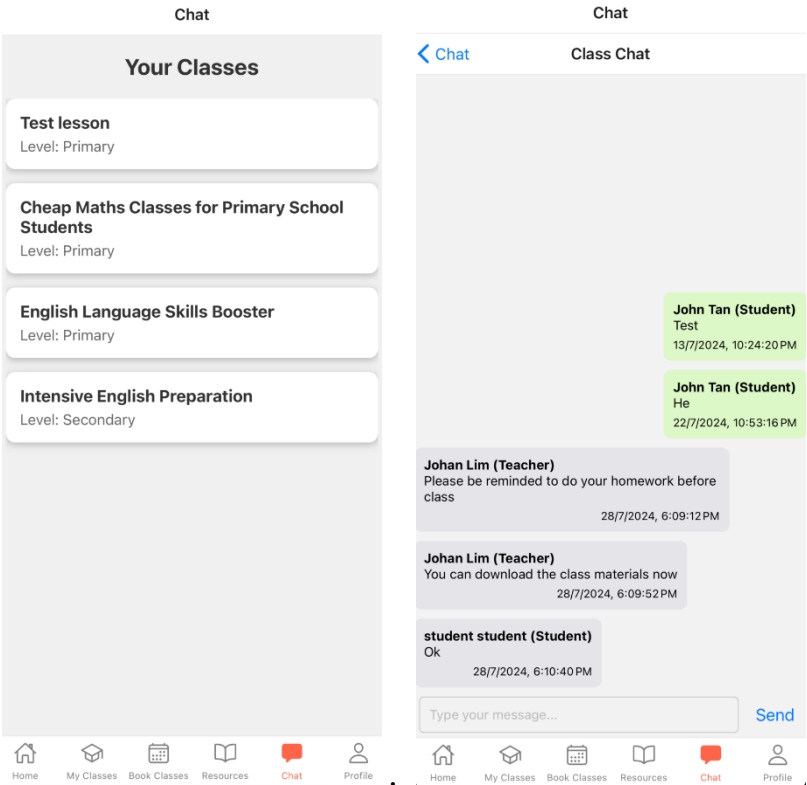 Chat
Your Classes
Test lesson
Level: Primary
Cheap Maths Classes for Primary School
Students
Level: Primary
English Language Skills Booster
Level: Primary
Intensive English Preparation
Level: Secondary
Home My Classes Book Classes Resources Chat Profile
Chat
Chat Class Chat
John Tan (Student)
Test
13/7/2024, 10:24:20 PM
John Tan (Student)
He
22/7/2024, 10:53:16 PM
Johan Lim (Teacher)
Please be reminded to do your homework before
class
28/7/2024, 6:09:12 PM
Johan Lim (Teacher)
You can download the class materials now
28/7/2024, 6:09:52 PM
student student (Student)
Ok
28/7/2024, 6:10:40 PM
Type your message... Send
Home My Classes Book Classes Resources Chat Profile